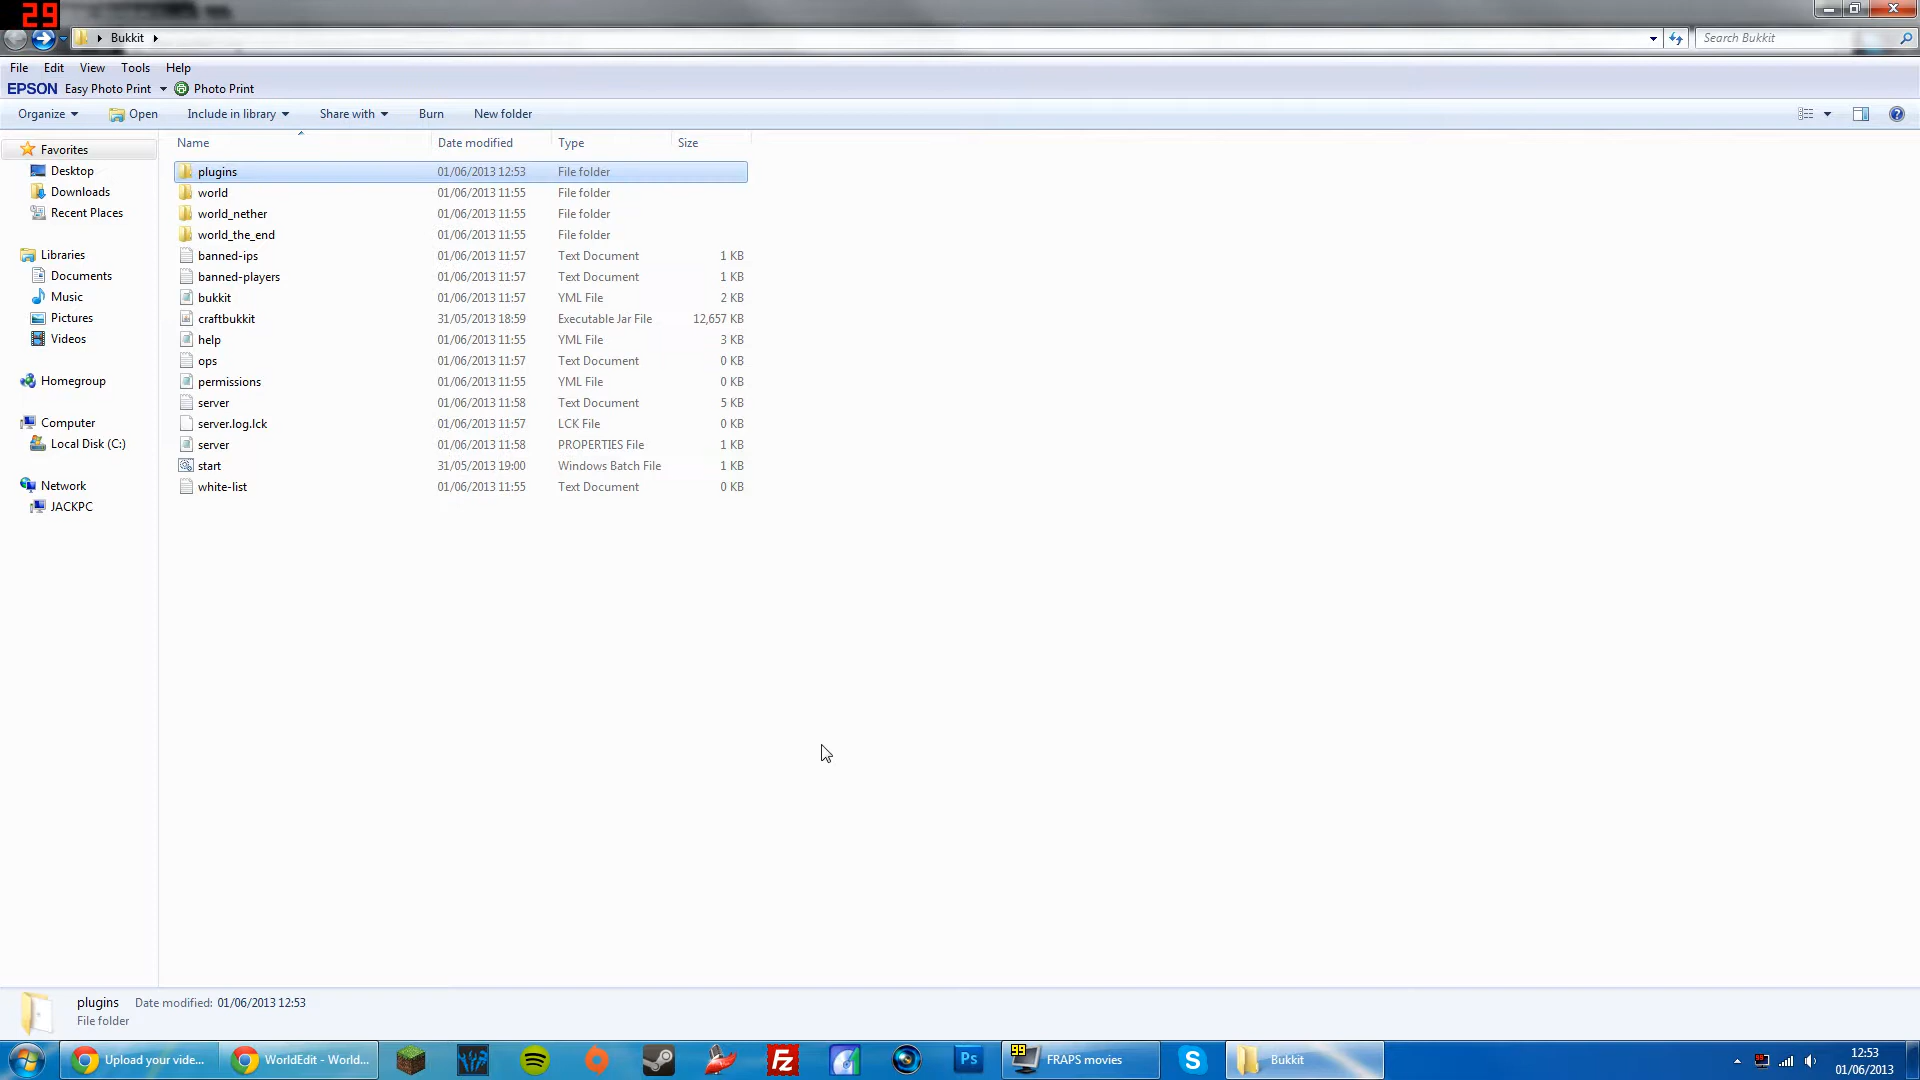 29
Bukkit
Search Bukkit
File Edit View Tools Help
EPSON Easy Photo Print Photo Print
Organize Open Include in library Share with Burn New folder
Name Date modified Type Size
Favorites
Desktop
Downloads
Recent Places
Libraries
Documents
Music
Pictures
Videos
Homegroup
Computer
Local Disk (C:)
Network
JACKPC
plugins 01/06/2013 12:53 File folder
world 01/06/2013 11:55 File folder
world_nether 01/06/2013 11:55 File folder
world_the_end 01/06/2013 11:55 File folder
banned-ips 01/06/2013 11:57 Text Document 1 KB
banned-players 01/06/2013 11:57 Text Document 1 KB
bukkit 01/06/2013 11:57 YML File 2 KB
craftbukkit 31/05/2013 18:59 Executable Jar File 12,657 KB
help 01/06/2013 11:55 YML File 3 KB
ops 01/06/2013 11:57 Text Document 0 KB
permissions 01/06/2013 11:55 YML File 0 KB
server 01/06/2013 11:58 Text Document 5 KB
server.log.lck 01/06/2013 11:57 LCK File 0 KB
server 01/06/2013 11:58 PROPERTIES File 1 KB
start 31/05/2013 19:00 Windows Batch File 1 KB
white-list 01/06/2013 11:55 Text Document 0 KB
plugins Date modified: 01/06/2013 12:53
File folder
Upload your vide... WorldEdit - World... Fz Ps 99 FRAPS movies S Bukkit
12:53
01/06/2013